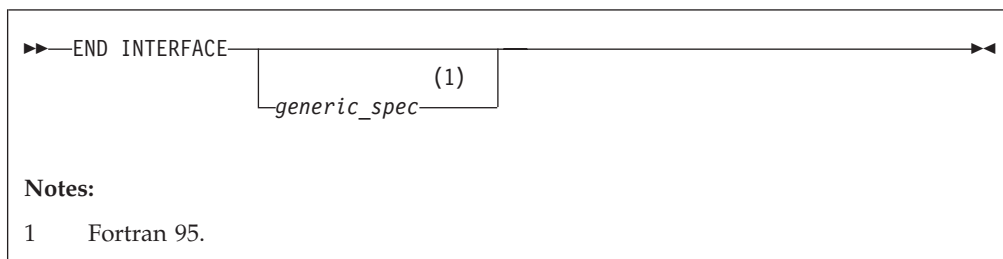 END INTERFACE
(1)
generic_spec
Notes:
1 Fortran 95.